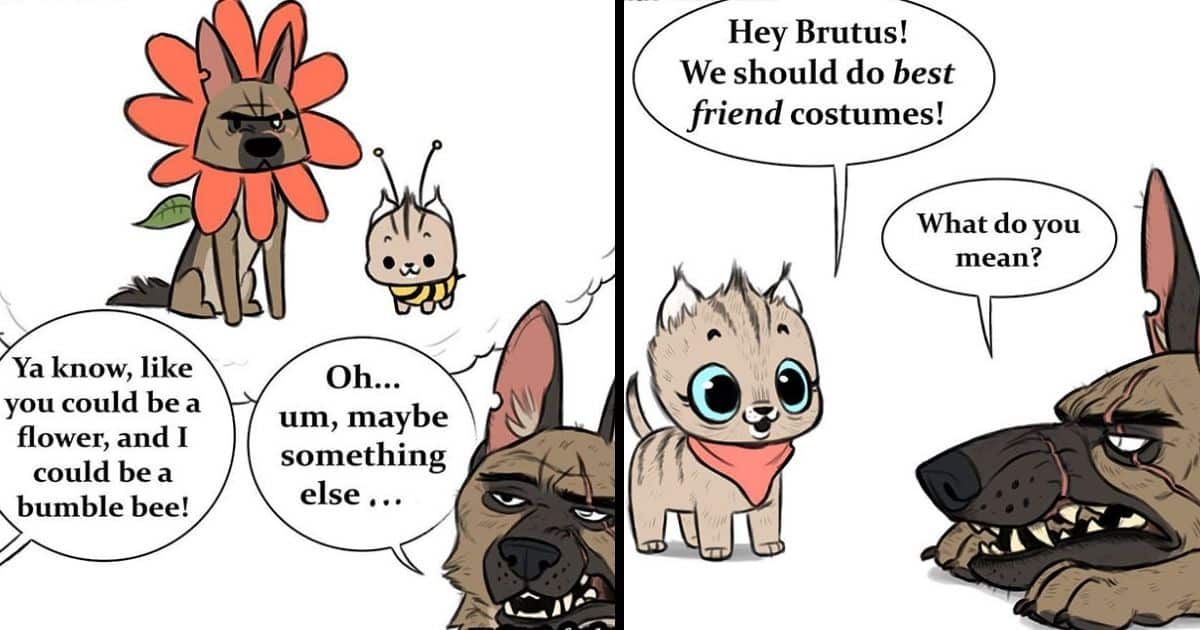 Ya know, like
you could be a
flower, and I
could be a
bumble bee!
Oh...
um, maybe
something
else ...
Hey Brutus!
We should do best
friend costumes!
What do you
mean?